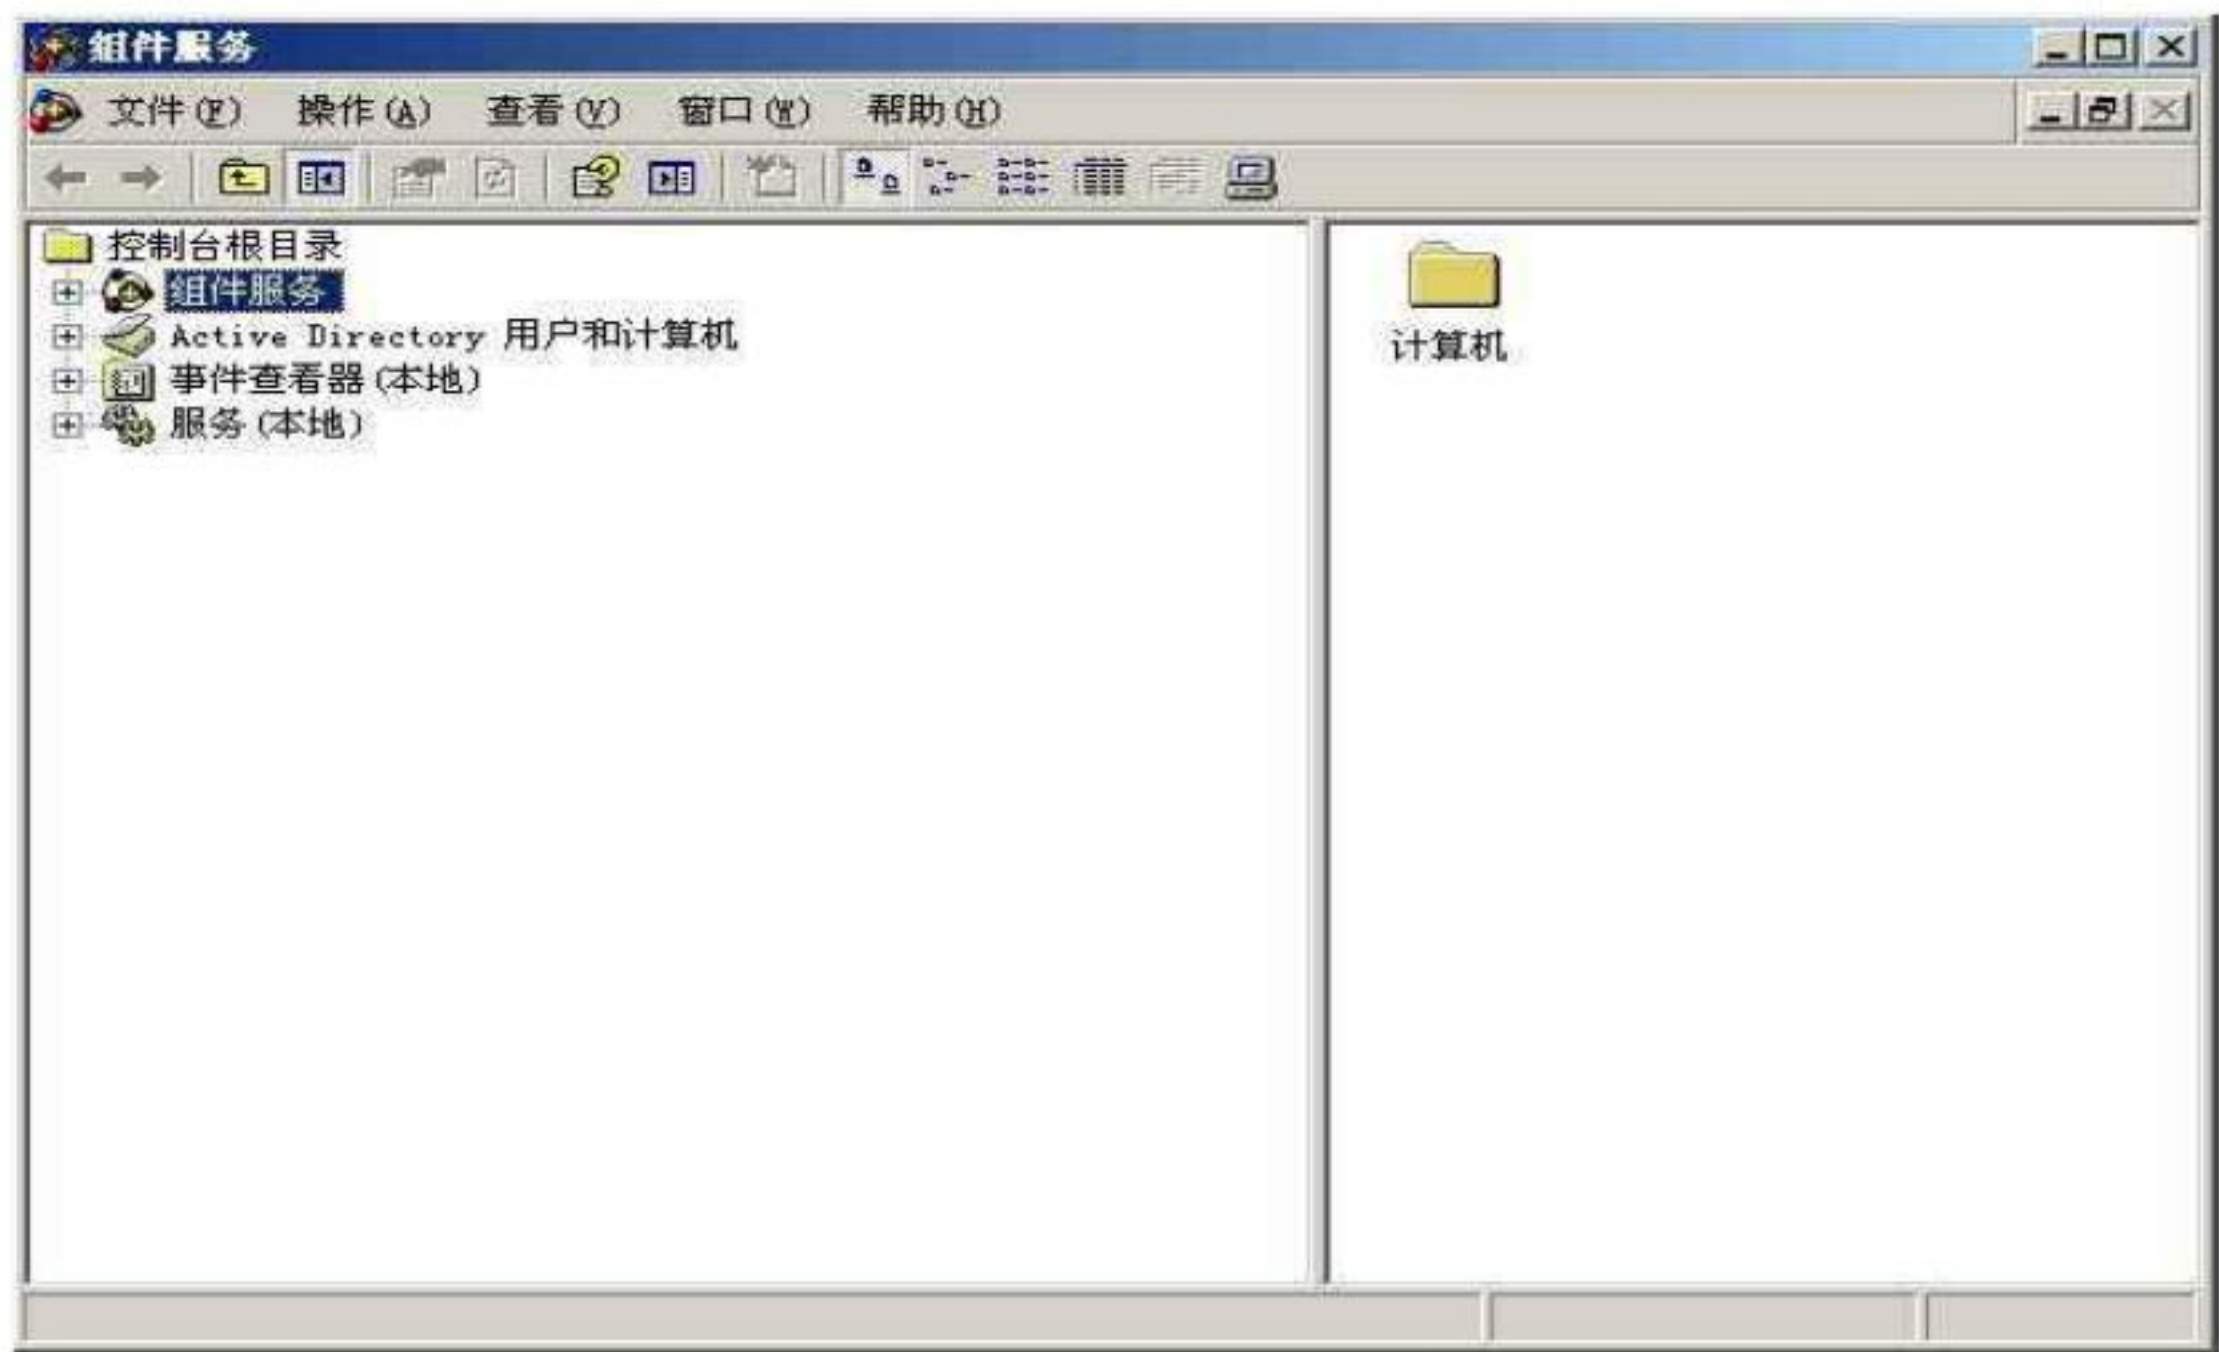 组件服务
文件(F) 操作(A) 查看(V) 窗口(W) 帮助(H)
控制台根目录
组件服务
Active Directory 用户和计算机
事件查看器(本地)
服务(本地)
计算机